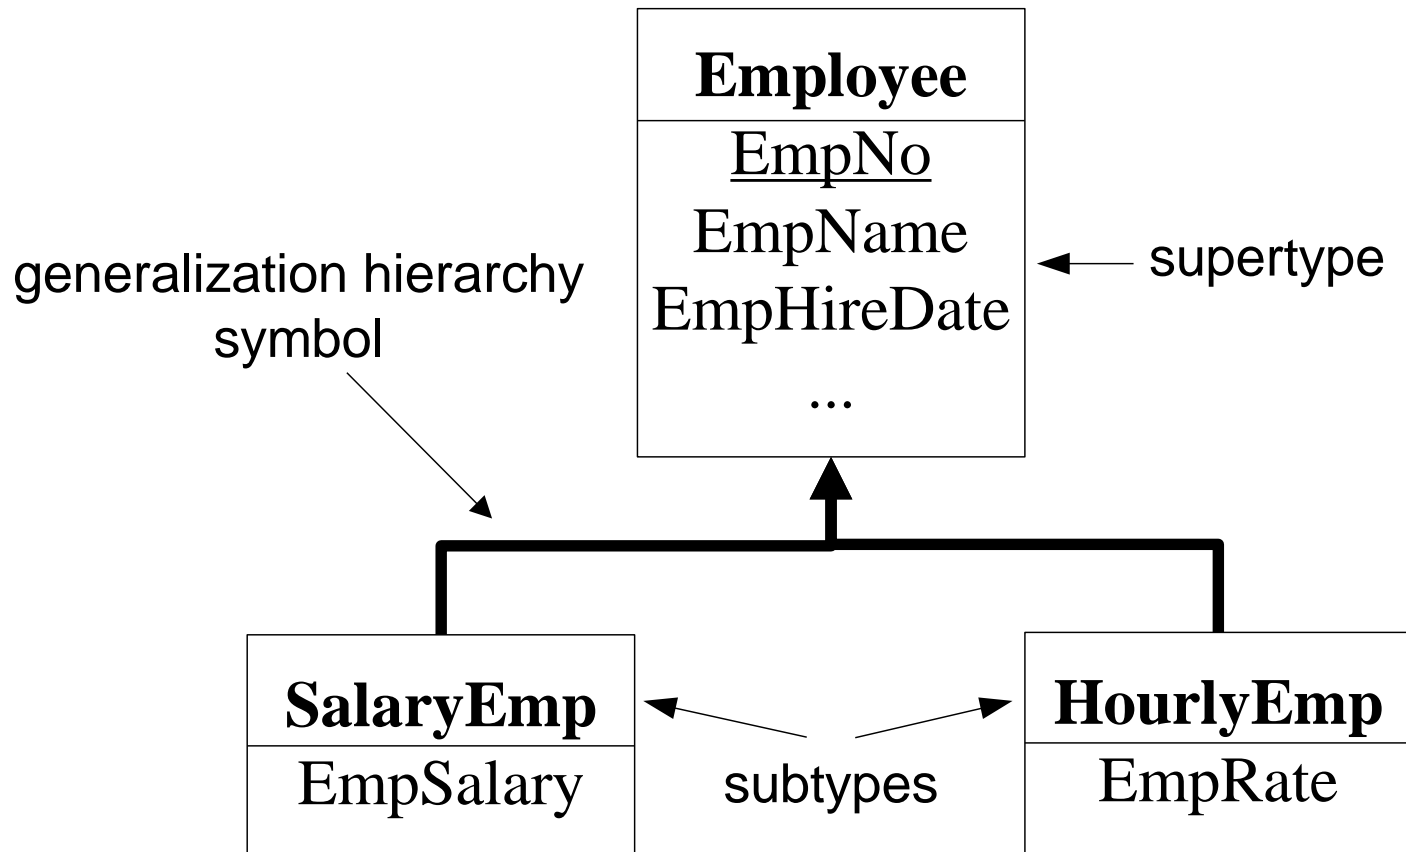 Employee
EmpNo
EmpName
EmpHireDate
...
supertype
generalization hierarchy
symbol
SalaryEmp
EmpSalary
subtypes
HourlyEmp
EmpRate